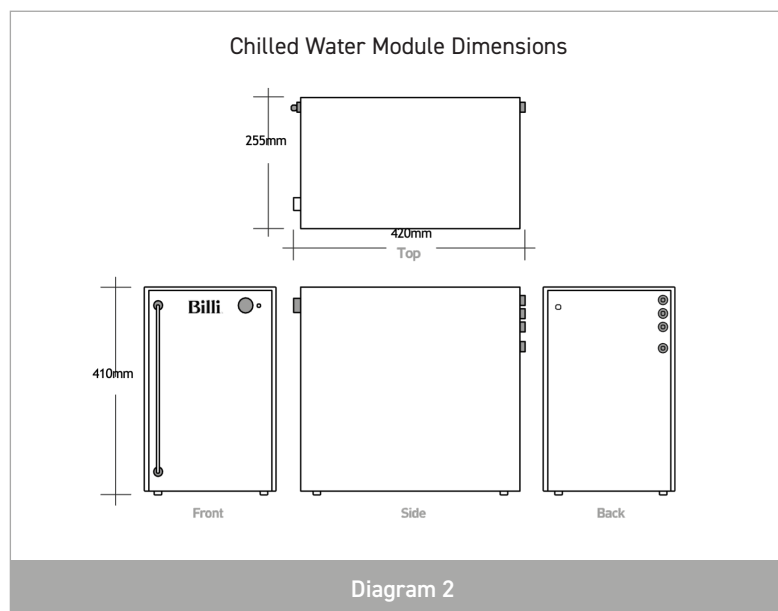 Chilled Water Module Dimensions
255mm
420mm
Top
Billi
410mm
Front
Side
Back
Diagram 2